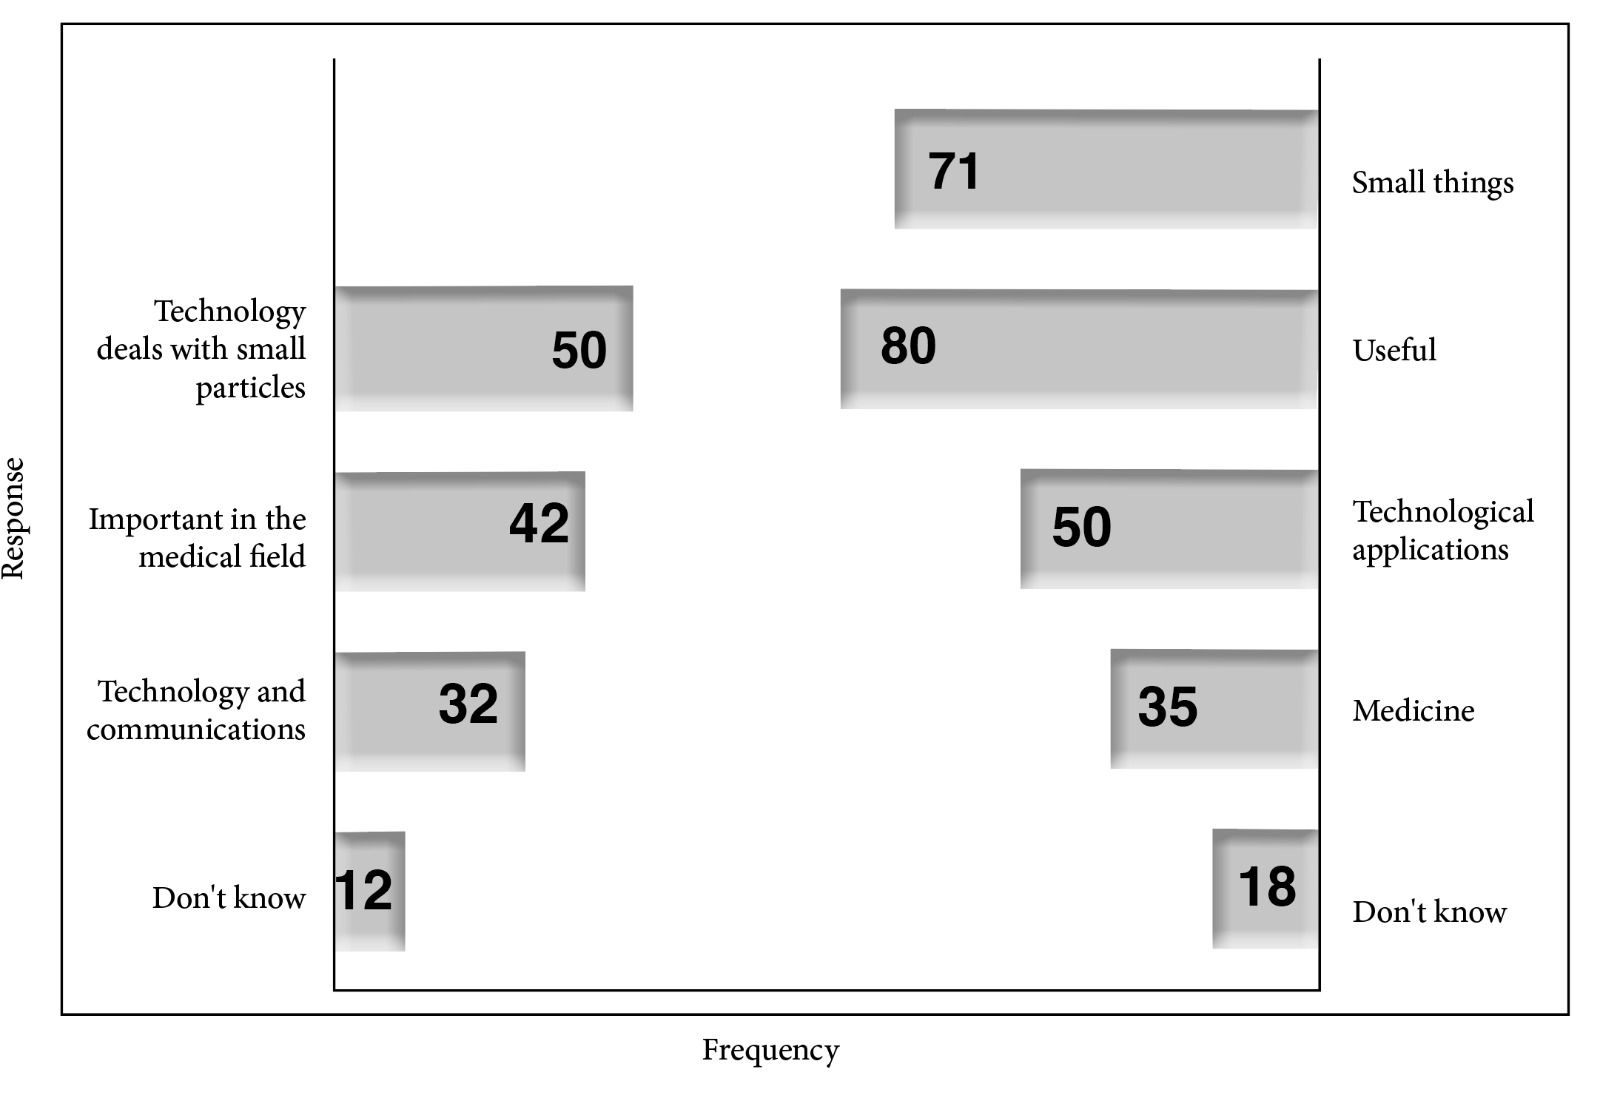 71
Small things
Technology
deals with small
particles
50
80
Useful
Important in the
medical field
42
50
Technological
applications
Response
Technology and
communications
32
35
Medicine
Don't know
12
18
Don't know
Frequency